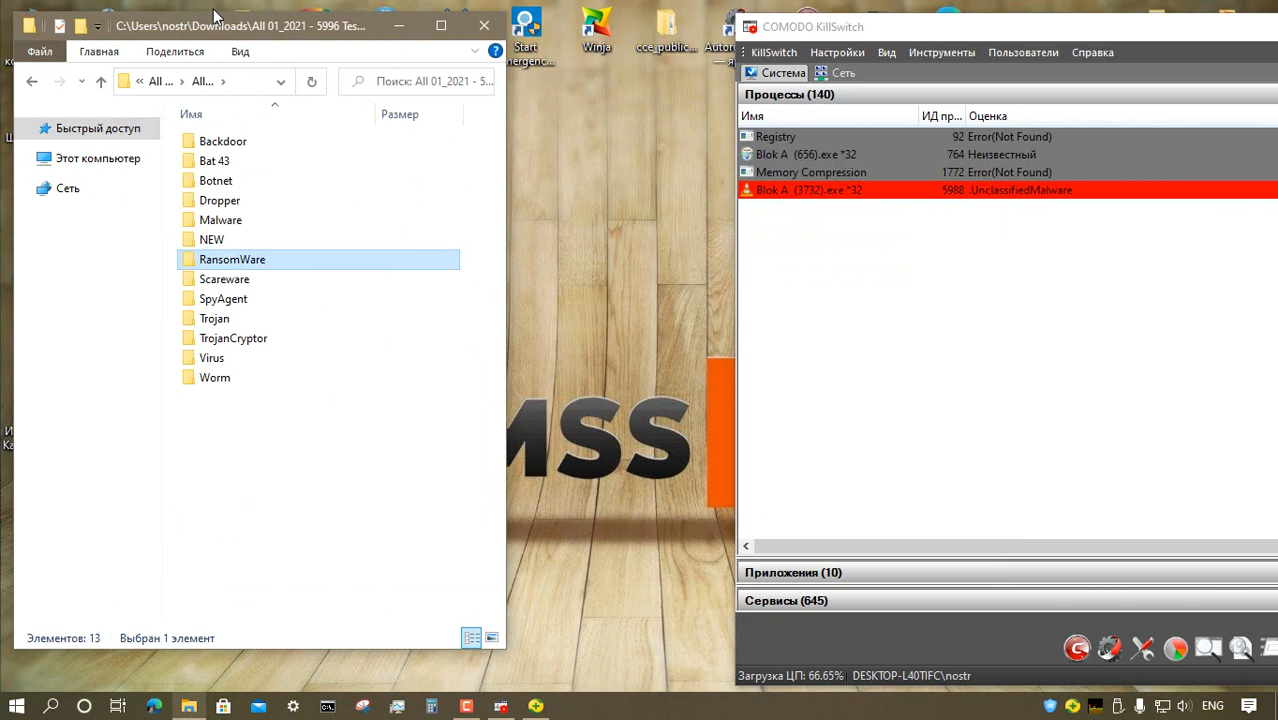 C:\Users\nostr\Downloads\All 01_2021 - 5996 Tes...
Файл Главная Поделиться Вид
« All ... › All... ›
Поиск: All 01_2021 - 5...
Имя Размер
Быстрый доступ
Этот компьютер
Сеть
Backdoor
Bat 43
Botnet
Dropper
Malware
NEW
RansomWare
Scareware
SpyAgent
Trojan
TrojanCryptor
Virus
Worm
Элементов: 13 Выбран 1 элемент
Start
Winja
cce_public...
MSS
COMODO KillSwitch
KillSwitch Настройки Вид Инструменты Пользователи Справка
Система Сеть
Процессы (140)
Имя ИД пр... Оценка
Registry 92 Error(Not Found)
Blok A (656).exe *32 764 Неизвестный
Memory Compression 1772 Error(Not Found)
Blok A (3732).exe *32 5988 .UnclassifiedMalware
Приложения (10)
Сервисы (645)
Загрузка ЦП: 66.65% DESKTOP-L40TIFC\nostr
ENG